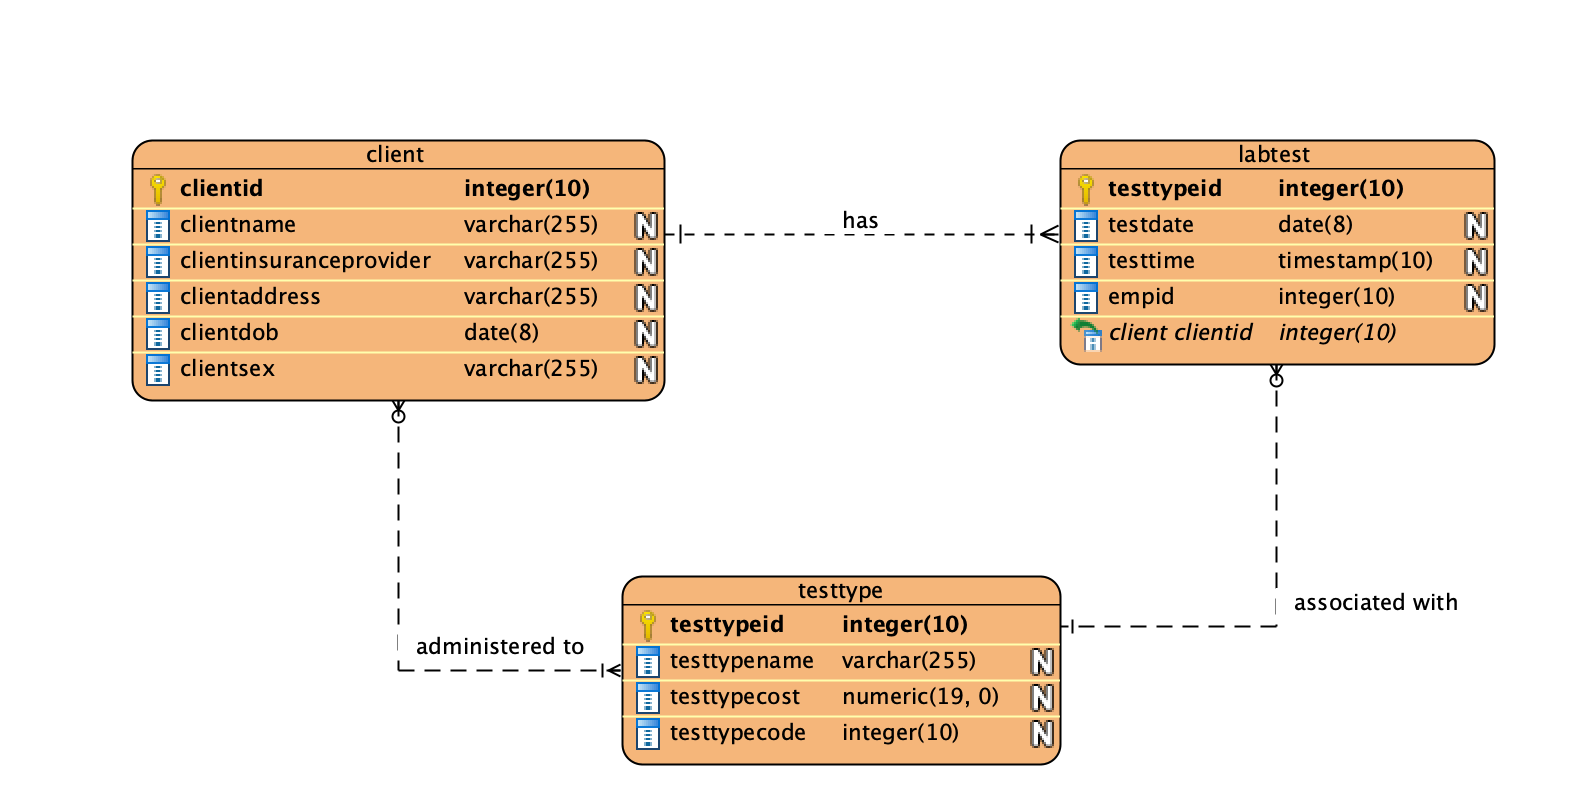 client
clientid integer(10)
clientname varchar(255) N
clientinsuranceprovider varchar(255) N
clientaddress varchar(255) N
clientdob date(8) N
clientsex varchar(255) N
has
labtest
testtypeid integer(10)
testdate date(8) N
testtime timestamp(10) N
empid integer(10) N
client clientid integer(10)
administered to
associated with
testtype
testtypeid integer(10)
testtypename varchar(255) N
testtypecost numeric(19, 0) N
testtypecode integer(10) N